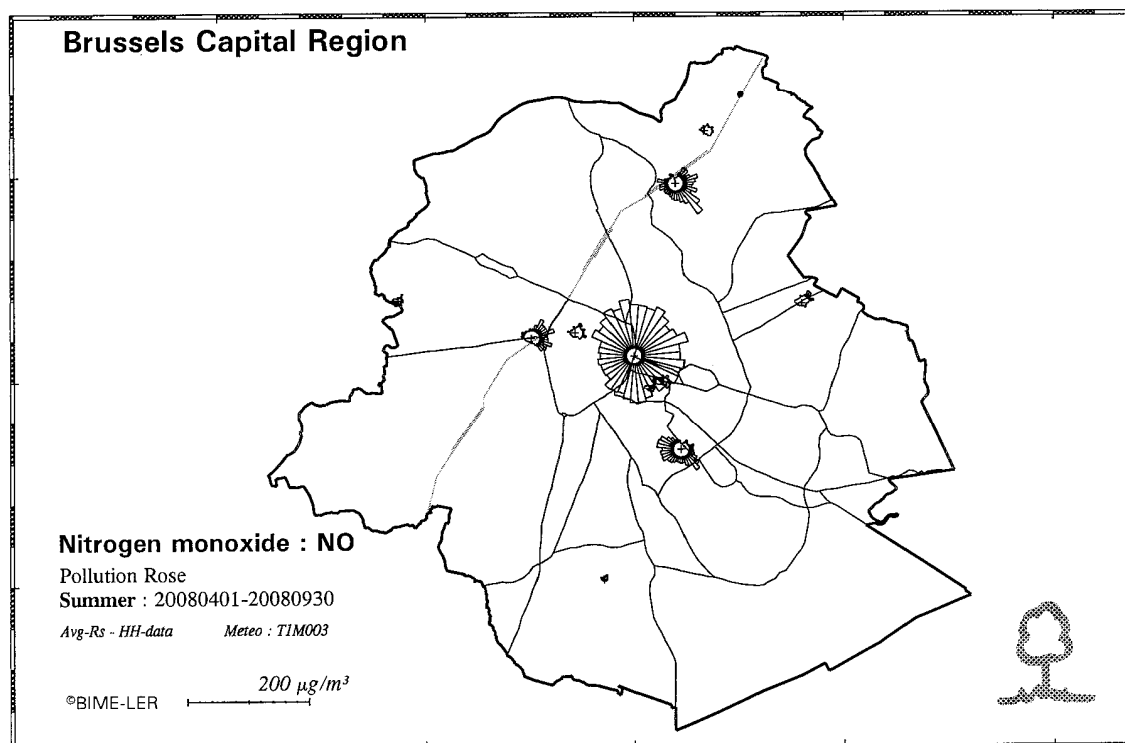 Brussels Capital Region
Nitrogen monoxide : NO
Pollution Rose
Summer : 20080401-20080930
Avg-Rs - HH-data Meteo : TIM003
200 µg/m³
©BIME-LER